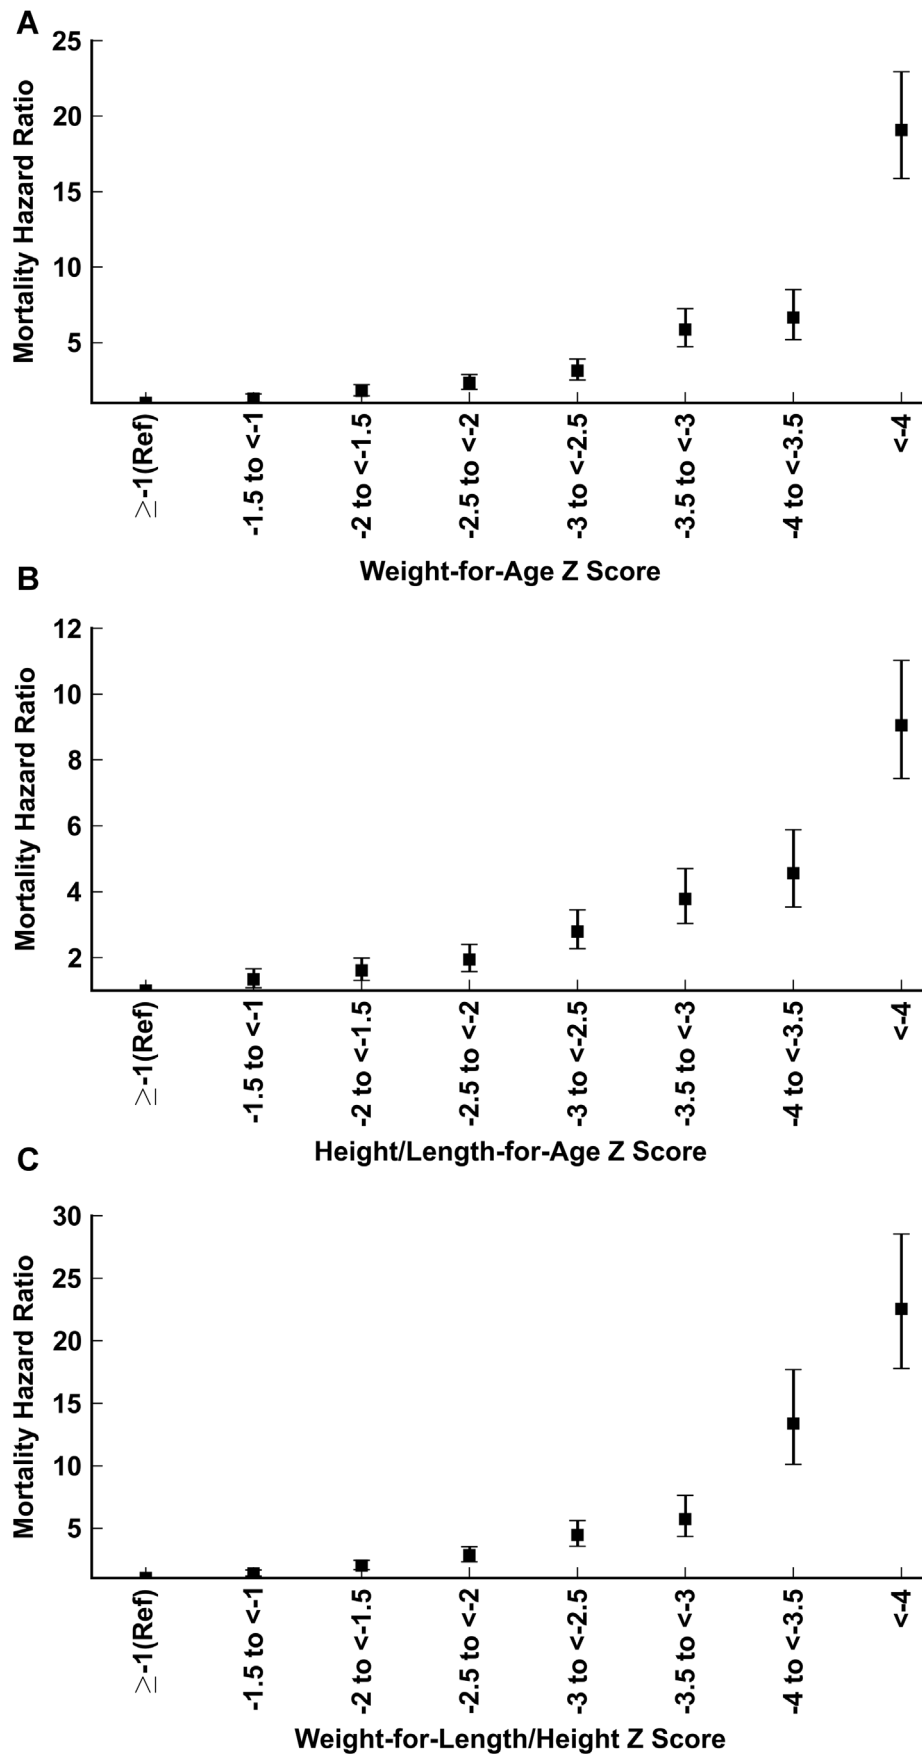 A
25
20
15
10
5
Mortality Hazard Ratio
≥-1(Ref)
-1.5 to <-1
-2 to <-1.5
-2.5 to <-2
-3 to <-2.5
-3.5 to <-3
-4 to <-3.5
<-4
Weight-for-Age Z Score
B
12
10
8
6
4
2
Mortality Hazard Ratio
≥-1(Ref)
-1.5 to <-1
-2 to <-1.5
-2.5 to <-2
-3 to <-2.5
-3.5 to <-3
-4 to <-3.5
<-4
Height/Length-for-Age Z Score
C
30
25
20
15
10
5
Mortality Hazard Ratio
≥-1(Ref)
-1.5 to <-1
-2 to <-1.5
-2.5 to <-2
-3 to <-2.5
-3.5 to <-3
-4 to <-3.5
<-4
Weight-for-Length/Height Z Score